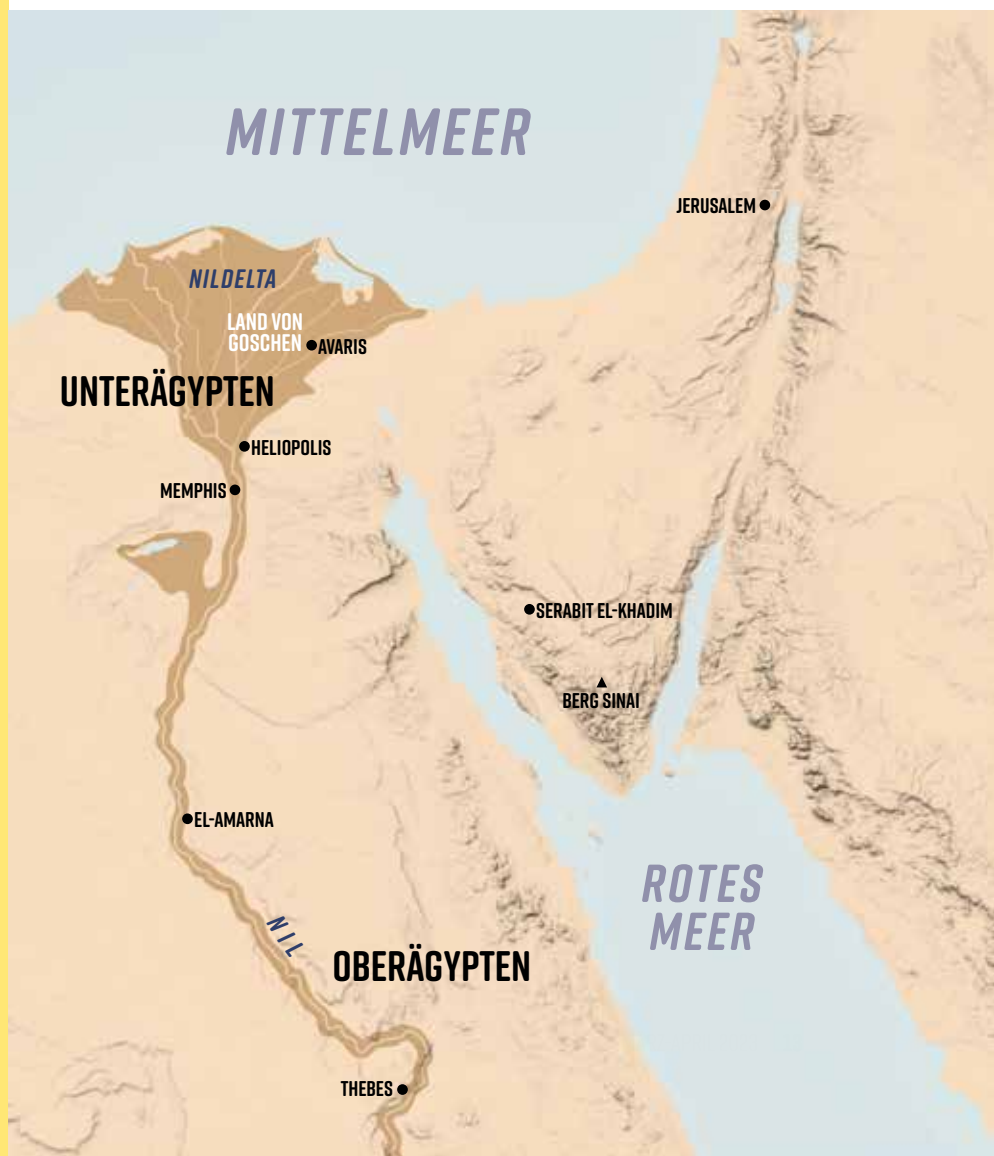 MITTELMEER
JERUSALEM
NILDELTA
LAND VON
GOSCHEN
AVARIS
UNTERÄGYPTEN
HELIOPOLIS
MEMPHIS
SERABIT EL-KHADIM
BERG SINAI
EL-AMARNA
ROTES
MEER
NIL
OBERÄGYPTEN
THEBES